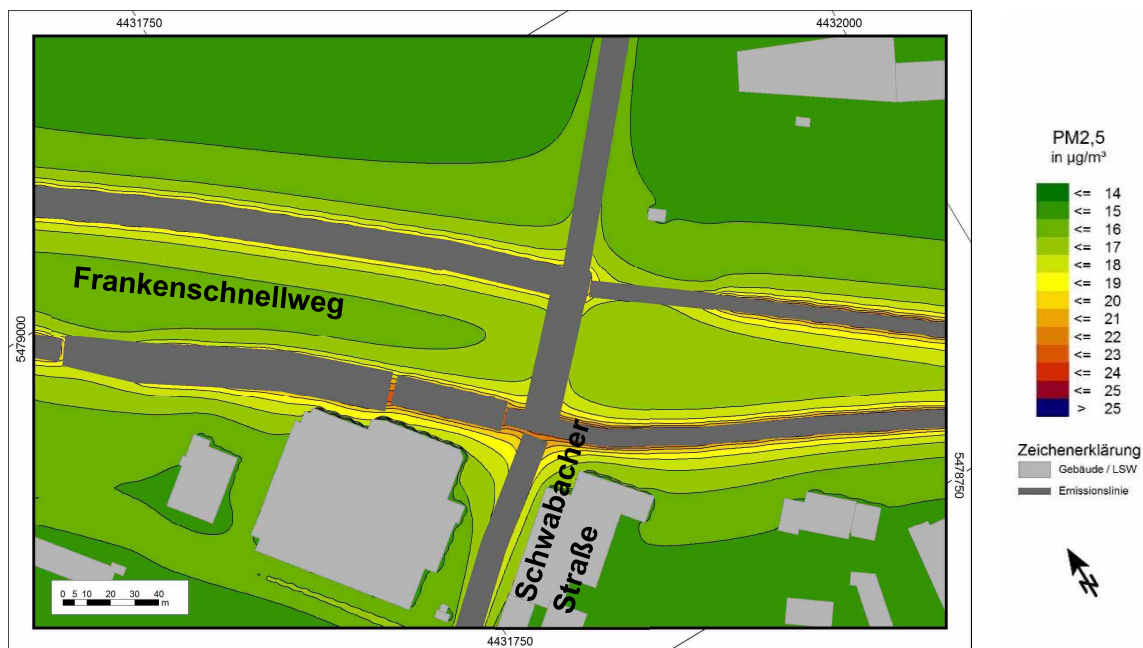 4431750
4432000
5479000
5478750
4431750
Frankenschnellweg
Schwabacher
Straße
0 5 10 20 30 40
m
PM2,5
in µg/m³
<= 14
<= 15
<= 16
<= 17
<= 18
<= 19
<= 20
<= 21
<= 22
<= 23
<= 24
<= 25
> 25
Zeichenerklärung
Gebäude / LSW
Emissionslinie
N